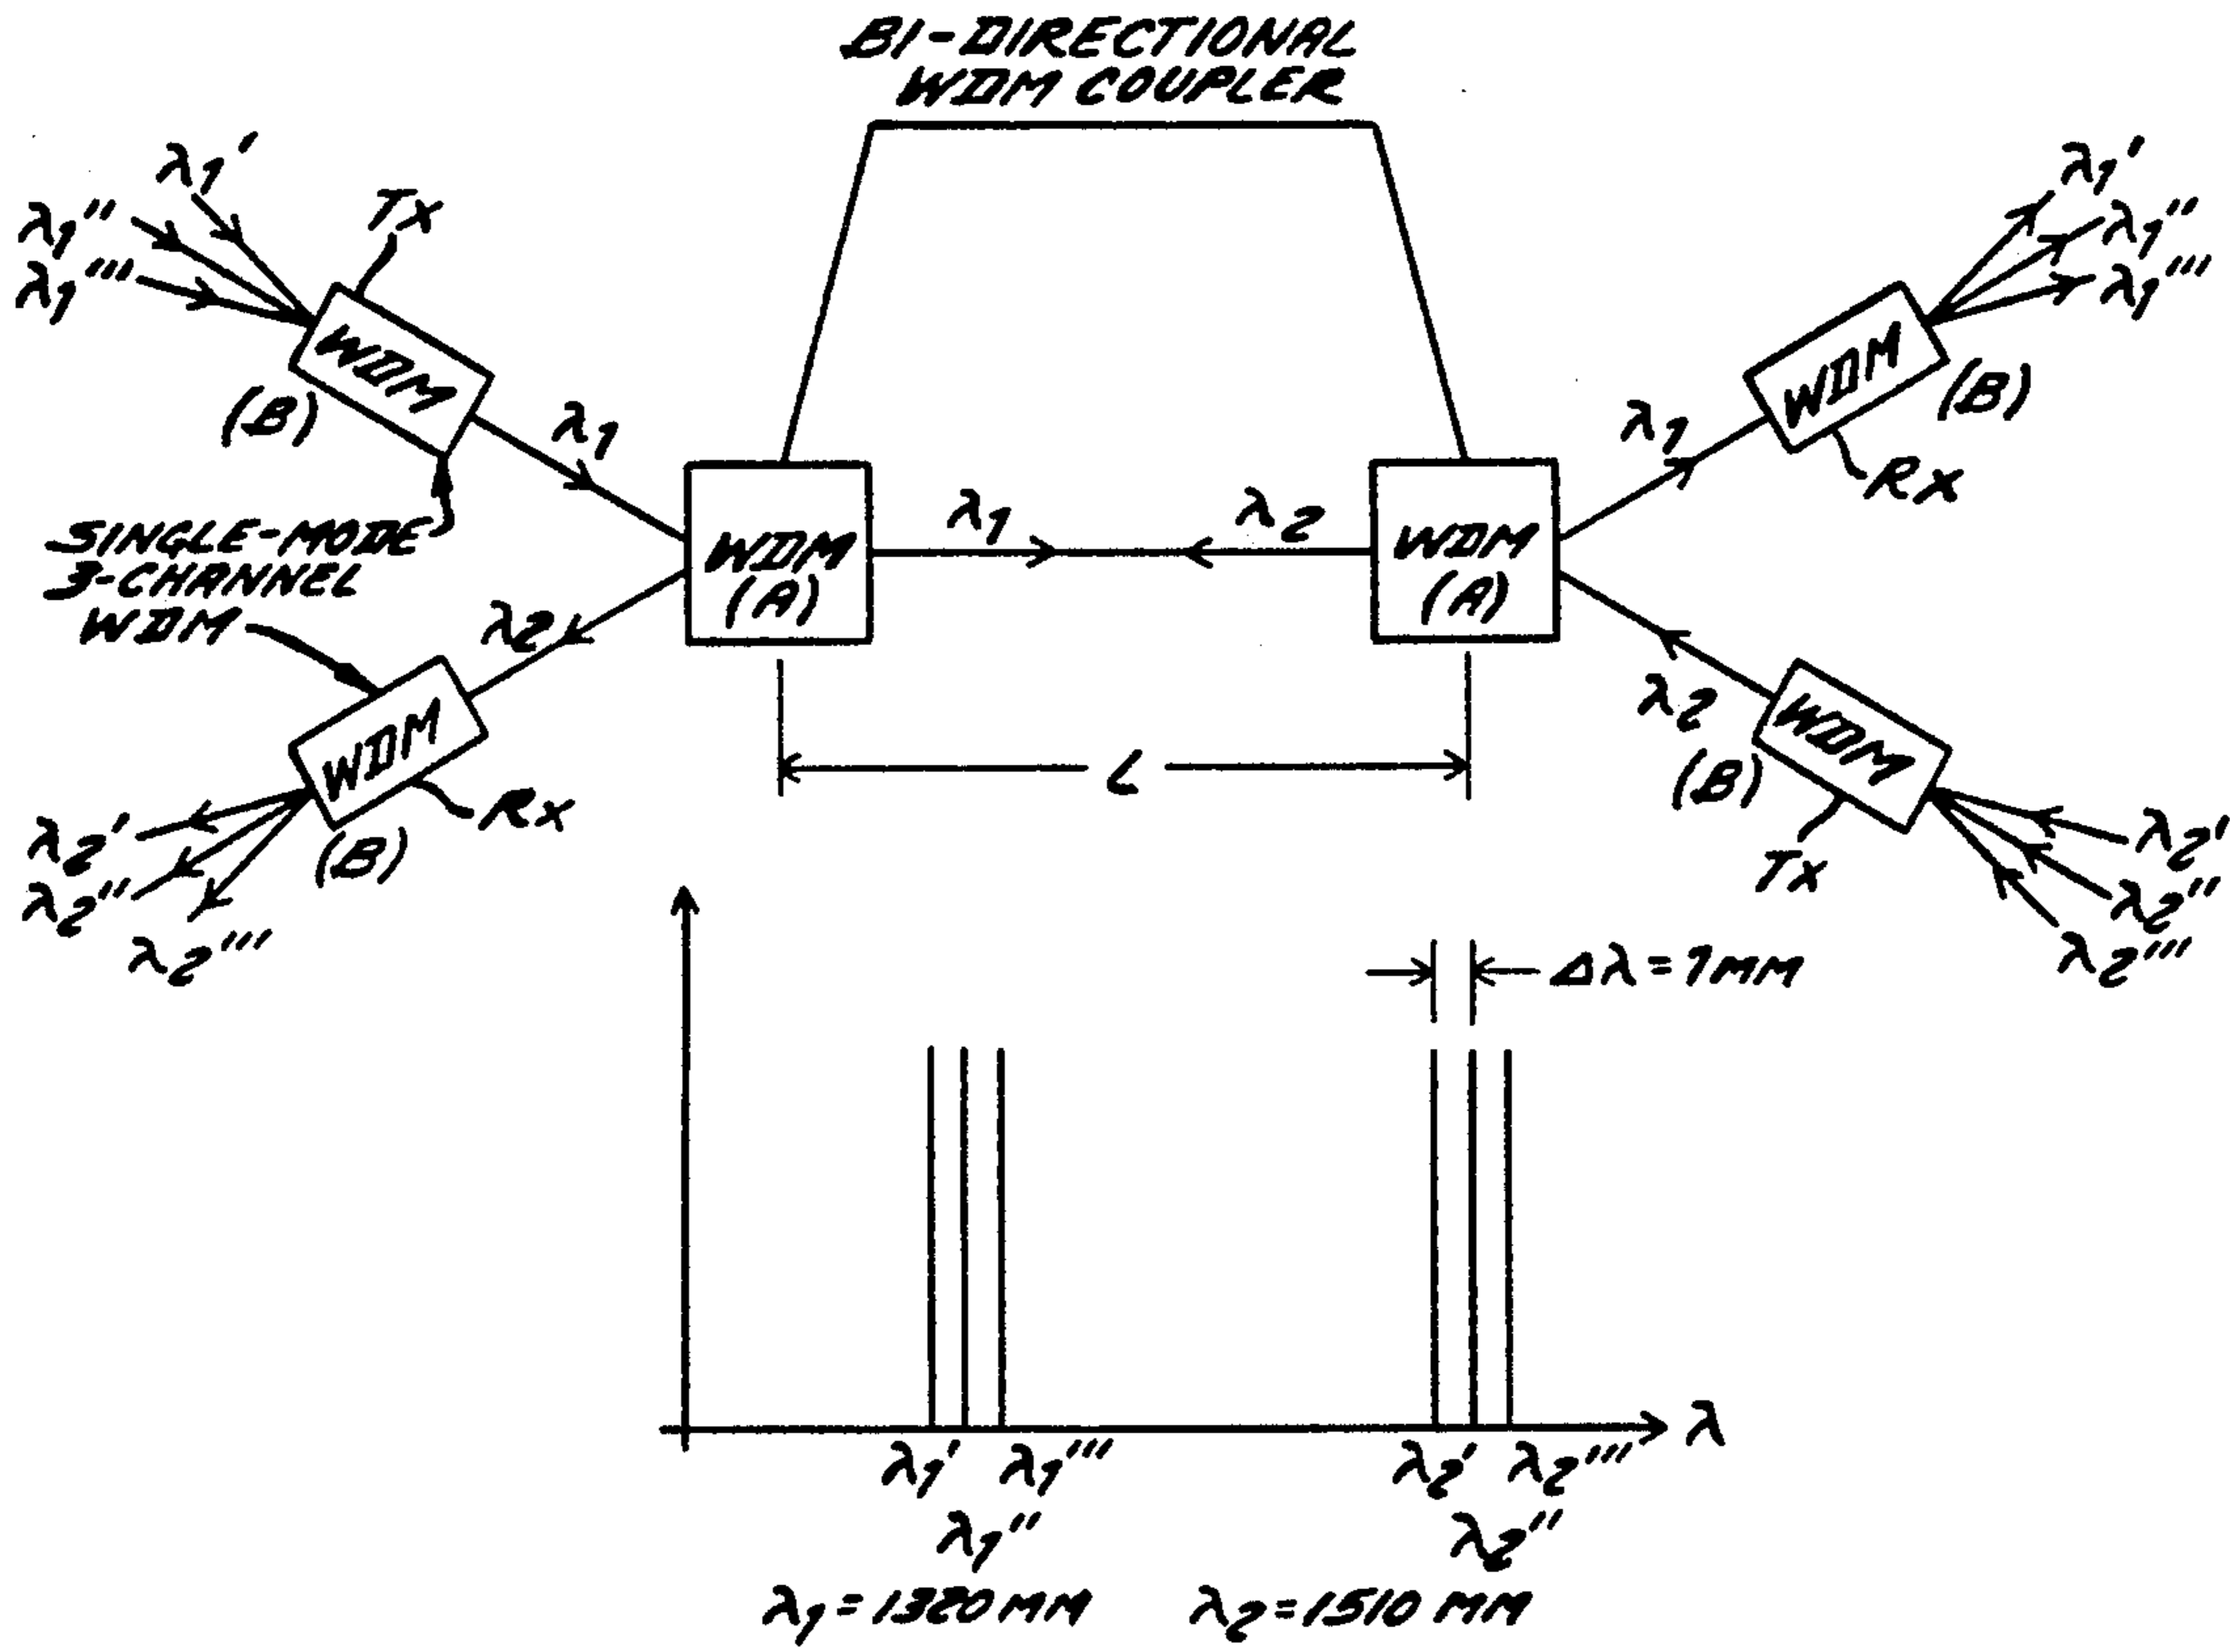 BI-DIRECTIONAL
WDM COUPLER
λ1'
λ1''
λ1'''
TX
WDM
(B)
λ1
SINGLE-MODE
3-CHANNEL
WDM
λ2
WDM
RX
(B)
λ2'
λ2''
λ2'''
WDM
(A)
λ1
λ2
WDM
(A)
L
λ1'
λ1''
λ1'''
WDM
(B)
λ1
RX
λ2
WDM
(B)
TX
λ2'
λ2''
λ2'''
Δλ=1MM
λ
λ1'
λ1'''
λ1''
λ2'
λ2'''
λ2''
λ1=1320MM
λ2=1510MM